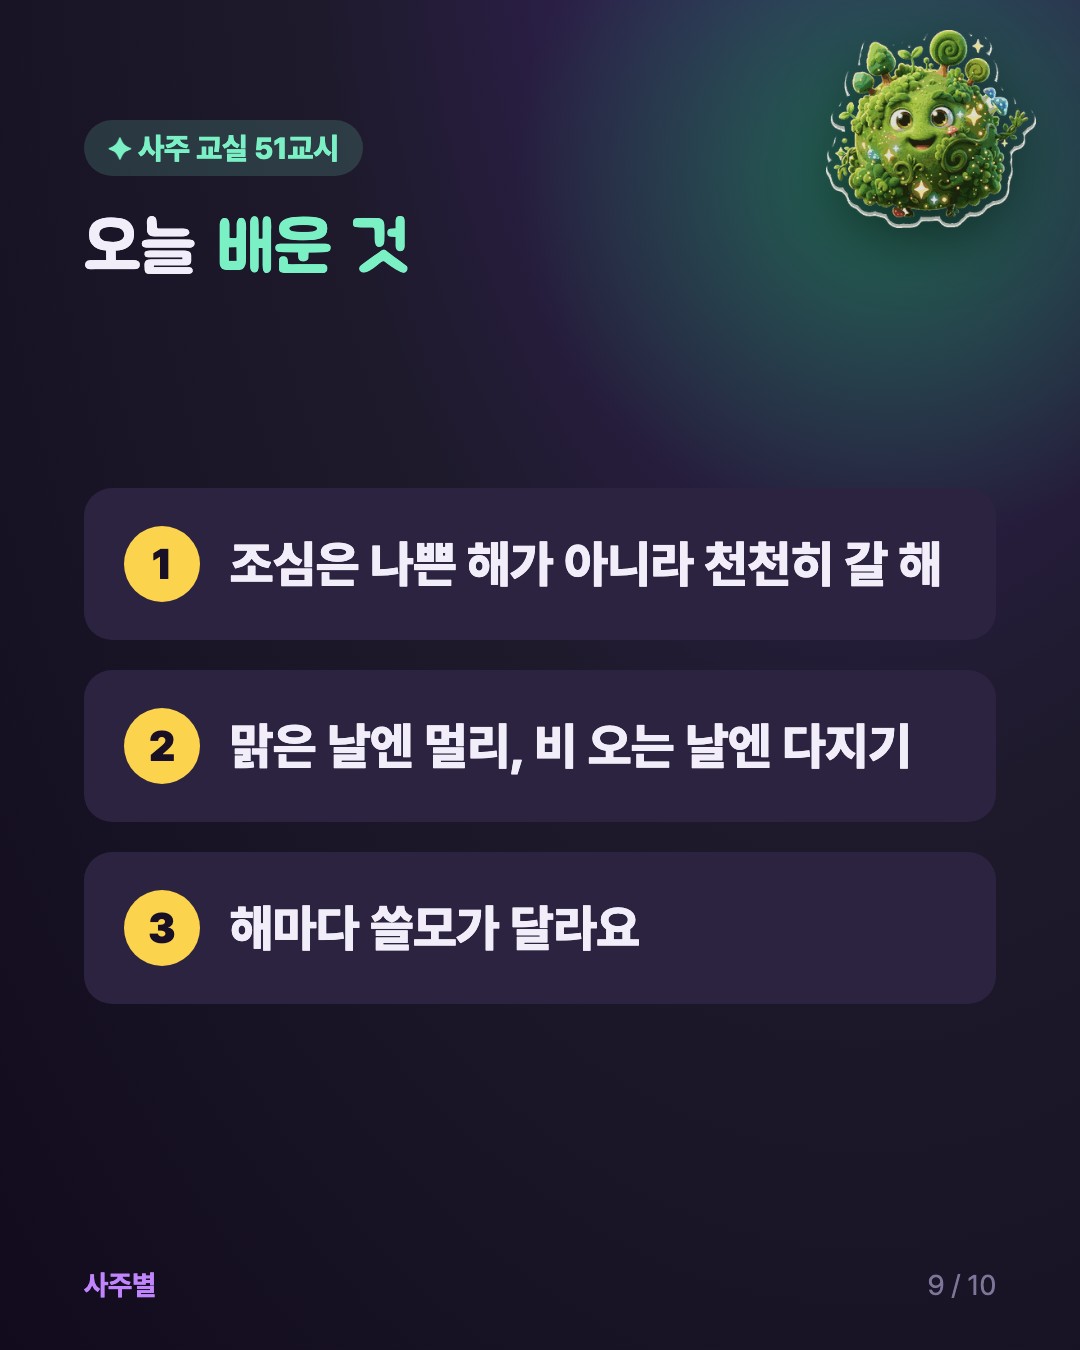 ✦ 사주 교실 51교시
오늘 배운 것
1 조심은 나쁜 해가 아니라 천천히 갈 해
2 맑은 날엔 멀리, 비 오는 날엔 다지기
3 해마다 쓸모가 달라요
사주별
9 / 10